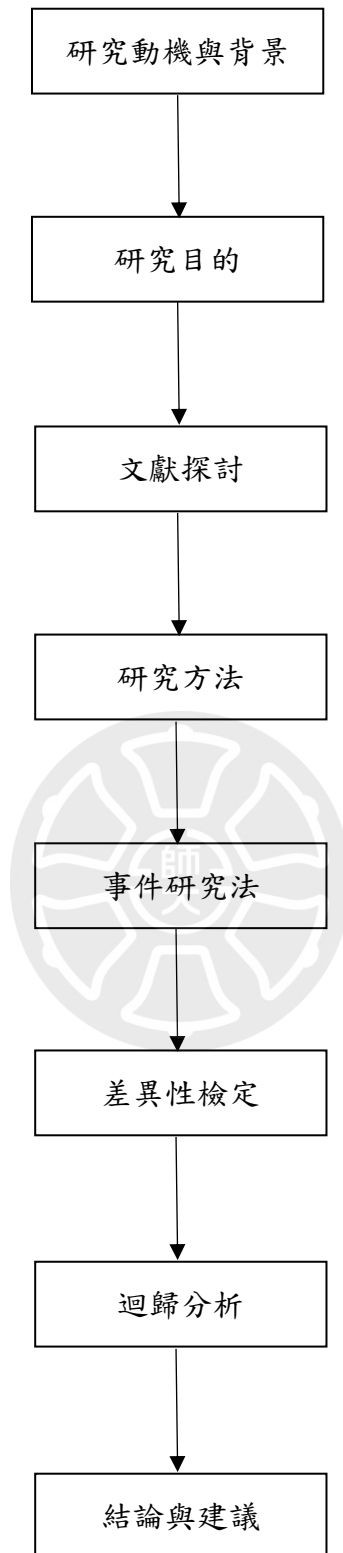 研究動機與背景
研究目的
文獻探討
研究方法
師大
事件研究法
差異性檢定
迴歸分析
結論與建議